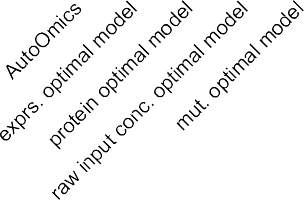 AutoOmics
exprs. optimal model
protein optimal model
raw input conc. optimal model
mut. optimal model